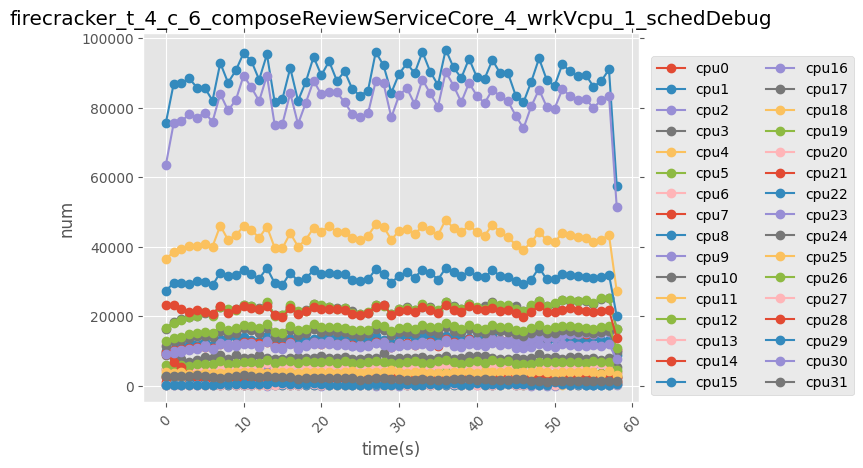 firecracker_t_4_c_6_composeReviewServiceCore_4_wrkVcpu_1_schedDebug
100000
80000
60000
40000
20000
0
num
0
10
20
30
40
50
60
time(s)
cpu0
cpu1
cpu2
cpu3
cpu4
cpu5
cpu6
cpu7
cpu8
cpu9
cpu10
cpu11
cpu12
cpu13
cpu14
cpu15
cpu16
cpu17
cpu18
cpu19
cpu20
cpu21
cpu22
cpu23
cpu24
cpu25
cpu26
cpu27
cpu28
cpu29
cpu30
cpu31